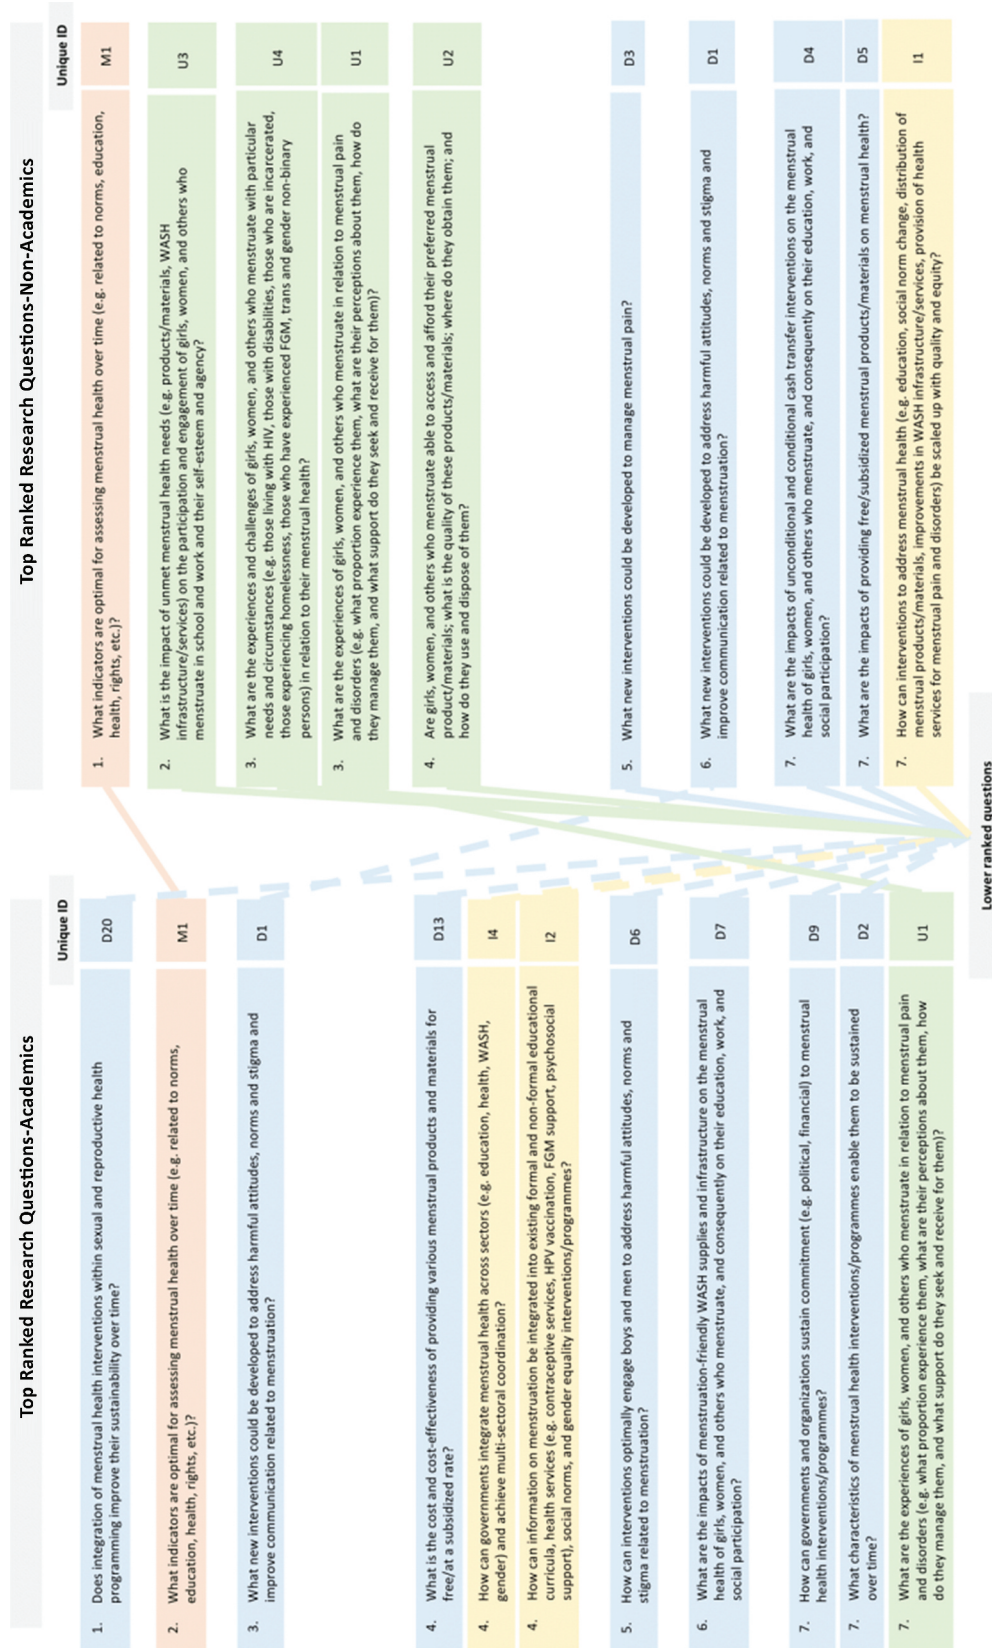 Top Ranked Research Questions-Academics
Unique ID
1. Does integration of menstrual health interventions within sexual and reproductive health
programming improve their sustainability over time?
D20
2. What indicators are optimal for assessing menstrual health over time (e.g. related to norms,
education, health, rights, etc.)?
M1
3. What new interventions could be developed to address harmful attitudes, norms and stigma and
improve communication related to menstruation?
D1
4. What is the cost and cost-effectiveness of providing various menstrual products and materials for
free/at a subsidized rate?
D13
4. How can governments integrate menstrual health across sectors (e.g. education, health, WASH,
gender) and achieve multi-sectoral coordination?
I4
4. How can information on menstruation be integrated into existing formal and non-formal educational
curricula, health services (e.g. contraceptive services, HPV vaccination, FGM support, psychosocial
support), social norms, and gender equality interventions/programmes?
I2
5. How can interventions optimally engage boys and men to address harmful attitudes, norms and
stigma related to menstruation?
D6
6. What are the impacts of menstruation-friendly WASH supplies and infrastructure on the menstrual
health of girls, women, and others who menstruate, and consequently on their education, work, and
social participation?
D7
7. How can governments and organizations sustain commitment (e.g. political, financial) to menstrual
health interventions/programmes?
D9
7. What characteristics of menstrual health interventions/programmes enable them to be sustained
over time?
D2
7. What are the experiences of girls, women, and others who menstruate in relation to menstrual pain
and disorders (e.g. what proportion experience them, what are their perceptions about them, how
do they manage them, and what support do they seek and receive for them)?
U1
Top Ranked Research Questions-Non-Academics
Unique ID
1. What indicators are optimal for assessing menstrual health over time (e.g. related to norms, education,
health, rights, etc.)?
M1
2. What is the impact of unmet menstrual health needs (e.g. products/materials, WASH
infrastructure/services) on the participation and engagement of girls, women, and others who
menstruate in school and work and their self-esteem and agency?
U3
3. What are the experiences and challenges of girls, women, and others who menstruate with particular
needs and circumstances (e.g. those living with HIV, those with disabilities, those who are incarcerated,
those experiencing homelessness, those who have experienced FGM, trans and gender non-binary
persons) in relation to their menstrual health?
U4
3. What are the experiences of girls, women, and others who menstruate in relation to menstrual pain
and disorders (e.g. what proportion experience them, what are their perceptions about them, how do
they manage them, and what support do they seek and receive for them)?
U1
4. Are girls, women, and others who menstruate able to access and afford their preferred menstrual
product/materials; what is the quality of these products/materials; where do they obtain them; and
how do they use and dispose of them?
U2
5. What new interventions could be developed to manage menstrual pain?
D3
6. What new interventions could be developed to address harmful attitudes, norms and stigma and
improve communication related to menstruation?
D1
7. What are the impacts of unconditional and conditional cash transfer interventions on the menstrual
health of girls, women, and others who menstruate, and consequently on their education, work, and
social participation?
D4
7. What are the impacts of providing free/subsidized menstrual products/materials on menstrual health?
D5
7. How can interventions to address menstrual health (e.g. education, social norm change, distribution of
menstrual products/materials, improvements in WASH infrastructure/services, provision of health
services for menstrual pain and disorders) be scaled up with quality and equity?
I1
Lower ranked questions